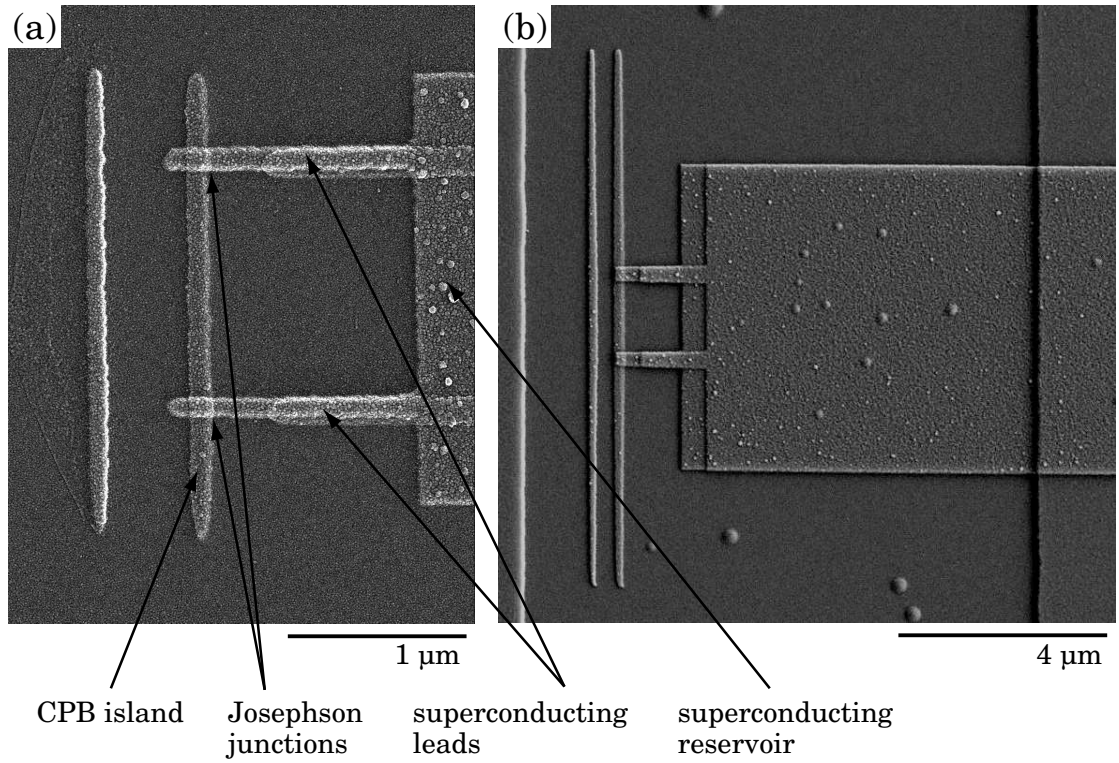 (a)
(b)
1 μm
4 μm
CPB island
Josephson
junctions
superconducting
leads
superconducting
reservoir